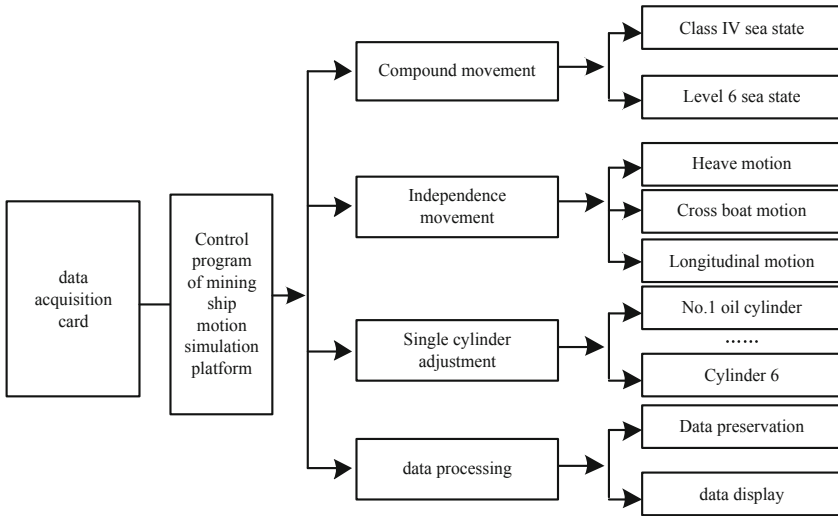 data
acquisition
card
Control
program
of mining
ship
motion
simulation
platform
Compound movement
Class IV sea state
Level 6 sea state
Independence
movement
Heave motion
Cross boat motion
Longitudinal motion
Single cylinder
adjustment
No.1 oil cylinder
......
Cylinder 6
data processing
Data preservation
data display